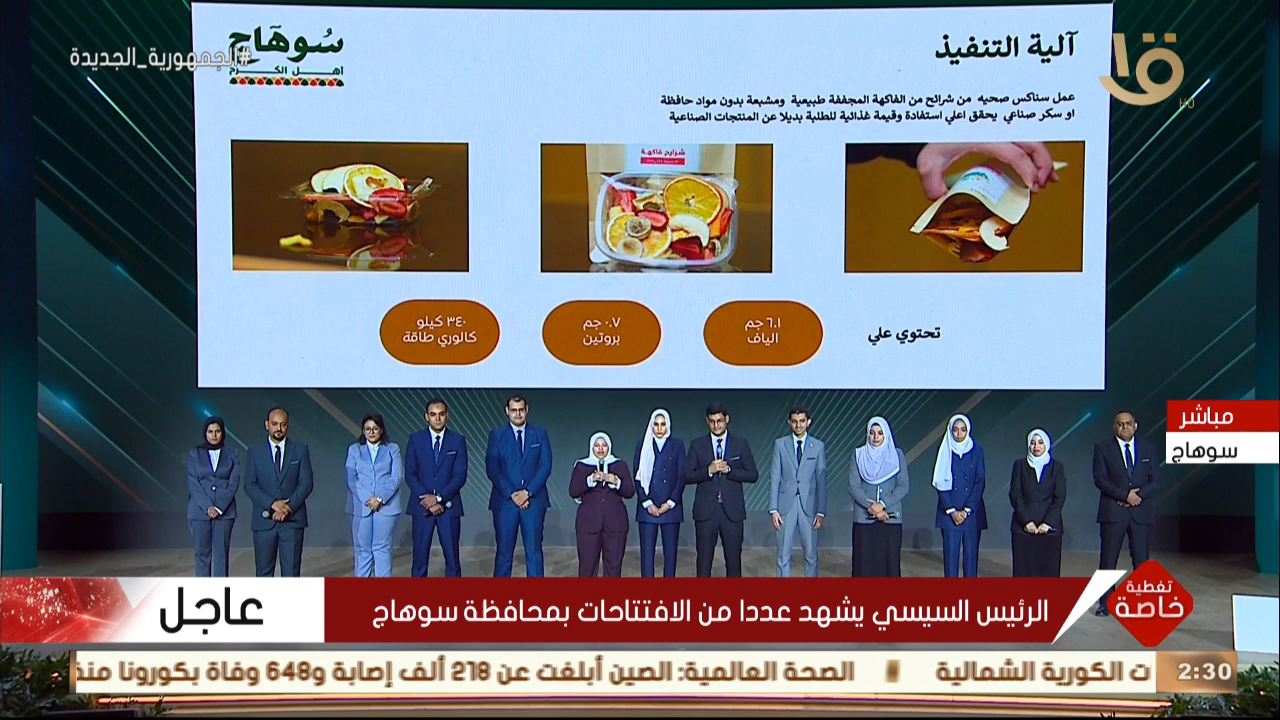 #الجمهورية_الجديدة
سُوهَاج
أهل الكرم
آلية التنفيذ
HD
عمل سناكس صحيه من شرائح من الفاكهة المجففة طبيعية ومشبعة بدون مواد حافظة
او سكر صناعي يحقق اعلي استفادة وقيمة غذائية للطلبة بديلا عن المنتجات الصناعية
شرايح فاكهة
تحتوي علي
٦.١ جم
الياف
٠.٧ جم
بروتين
٣٤٠ كيلو
كالوري طاقة
مباشر
سوهاج
تغطية
خاصة
الرئيس السيسي يشهد عددا من الافتتاحات بمحافظة سوهاج
عاجل
2:30
ت الكورية الشمالية
الصحة العالمية: الصين أبلغت عن 218 ألف إصابة و648 وفاة بكورونا منذ